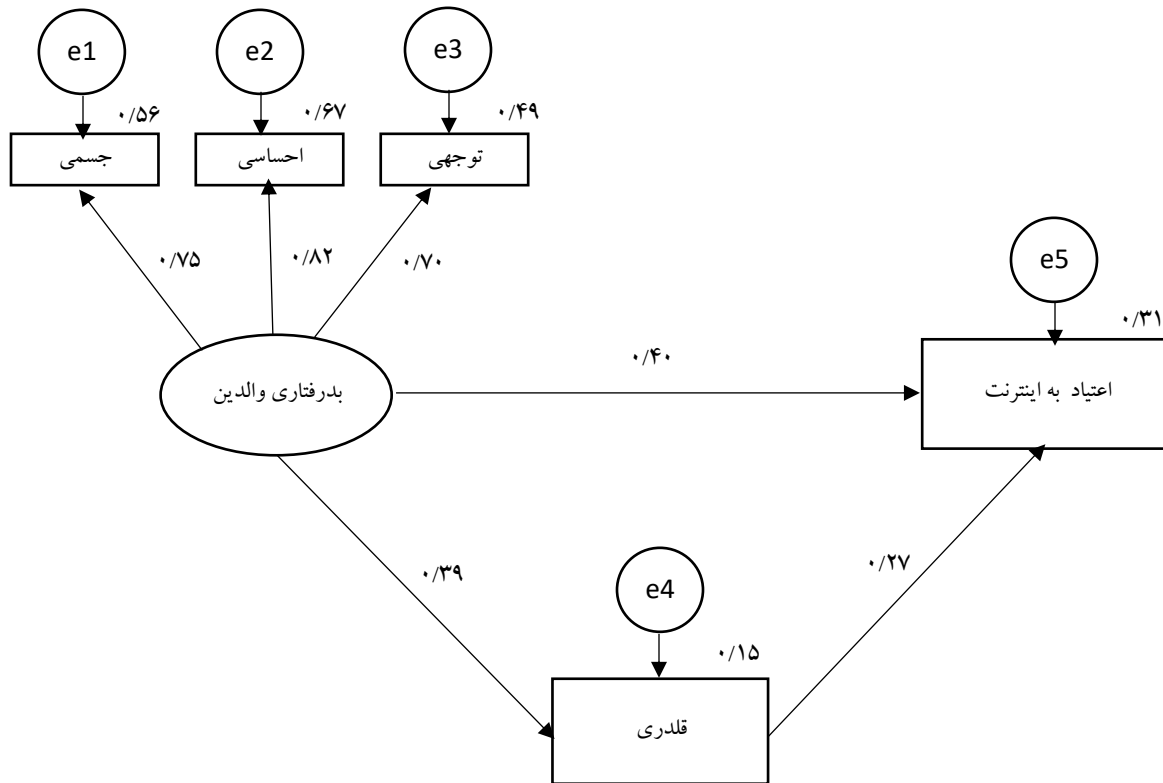 e1
e2
e3
۰/۵۶
۰/۶۷
۰/۴۹
جسمی
احساسی
توجهی
۰/۷۵
۰/۸۲
۰/۷۰
e5
۰/۳۱
۰/۴۰
بدرفتاری والدین
اعتیاد به اینترنت
۰/۳۹
e4
۰/۲۷
۰/۱۵
قلدری